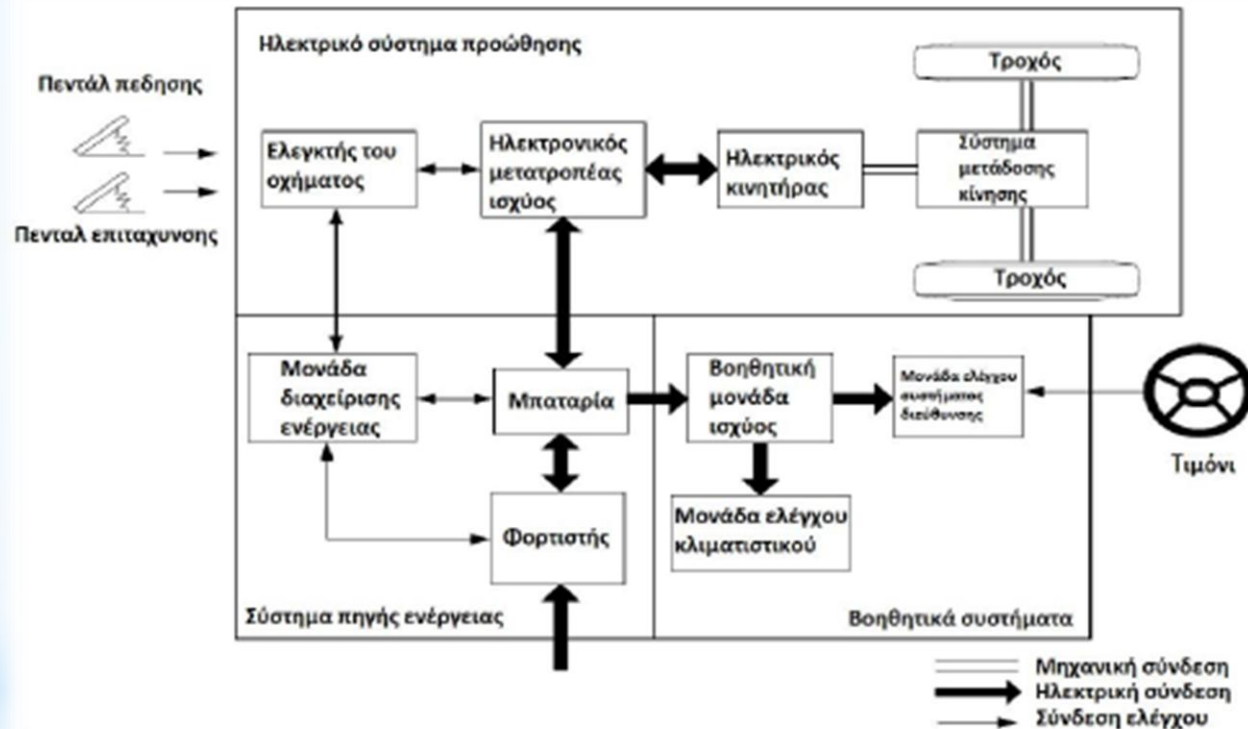 Ηλεκτρικό σύστημα προώθησης
Πεντάλ πεδησης
Πενταλ επιταχυνσης
Ελεγκτής του
οχήματος
Ηλεκτρονικός
μετατροπέας
ισχύος
Ηλεκτρικός
κινητήρας
Τροχός
Σύστημα
μετάδοσης
κίνησης
Τροχός
Μονάδα
διαχείρισης
ενέργειας
Μπαταρία
Βοηθητική
μονάδα
ισχύος
Μονάδα ελέγχου
συστήματος
διεύθυνσης
Τιμόνι
Φορτιστής
Μονάδα ελέγχου
κλιματιστικού
Σύστημα πηγής ενέργειας
Βοηθητικά συστήματα
Μηχανική σύνδεση
Ηλεκτρική σύνδεση
Σύνδεση ελέγχου